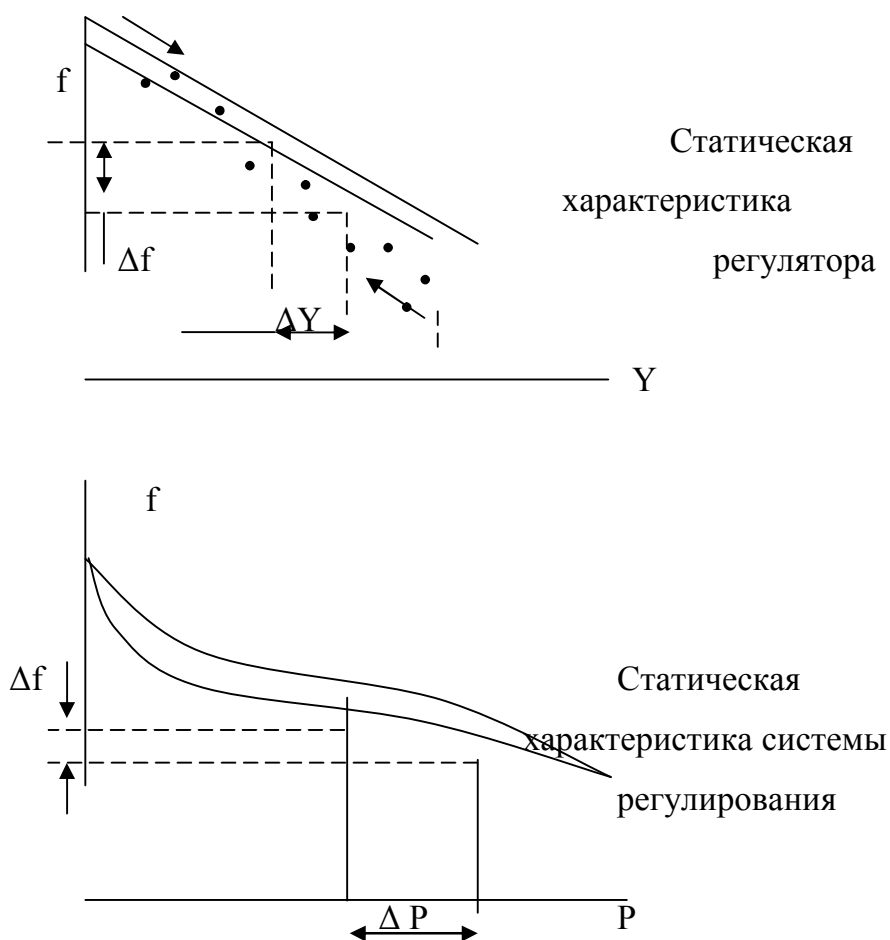 f
Статическая
характеристика
регулятора
Δf
ΔY
Y
f
Δf
Статическая
характеристика системы
регулирования
Δ P
P